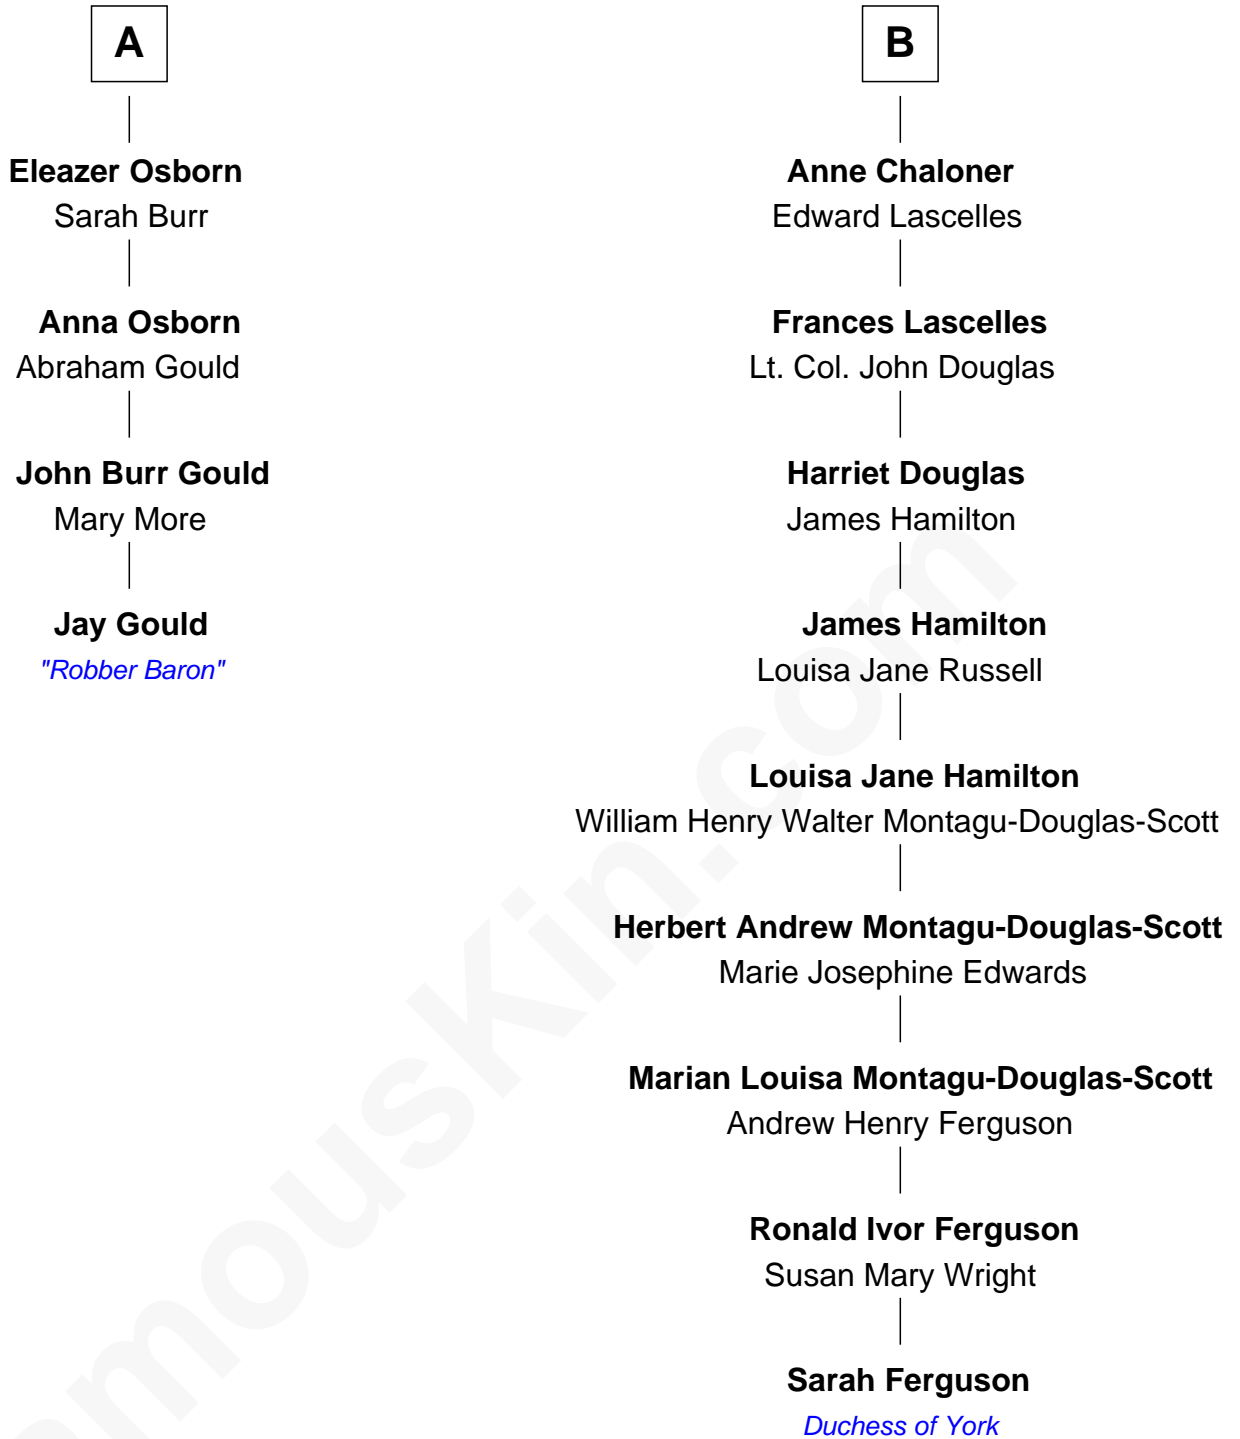 A
Eleazer Osborn
Sarah Burr
Anna Osborn
Abraham Gould
John Burr Gould
Mary More
Jay Gould
"Robber Baron"
B
Anne Chaloner
Edward Lascelles
Frances Lascelles
Lt. Col. John Douglas
Harriet Douglas
James Hamilton
James Hamilton
Louisa Jane Russell
Louisa Jane Hamilton
William Henry Walter Montagu-Douglas-Scott
Herbert Andrew Montagu-Douglas-Scott
Marie Josephine Edwards
Marian Louisa Montagu-Douglas-Scott
Andrew Henry Ferguson
Ronald Ivor Ferguson
Susan Mary Wright
Sarah Ferguson
Duchess of York
amousKin.com